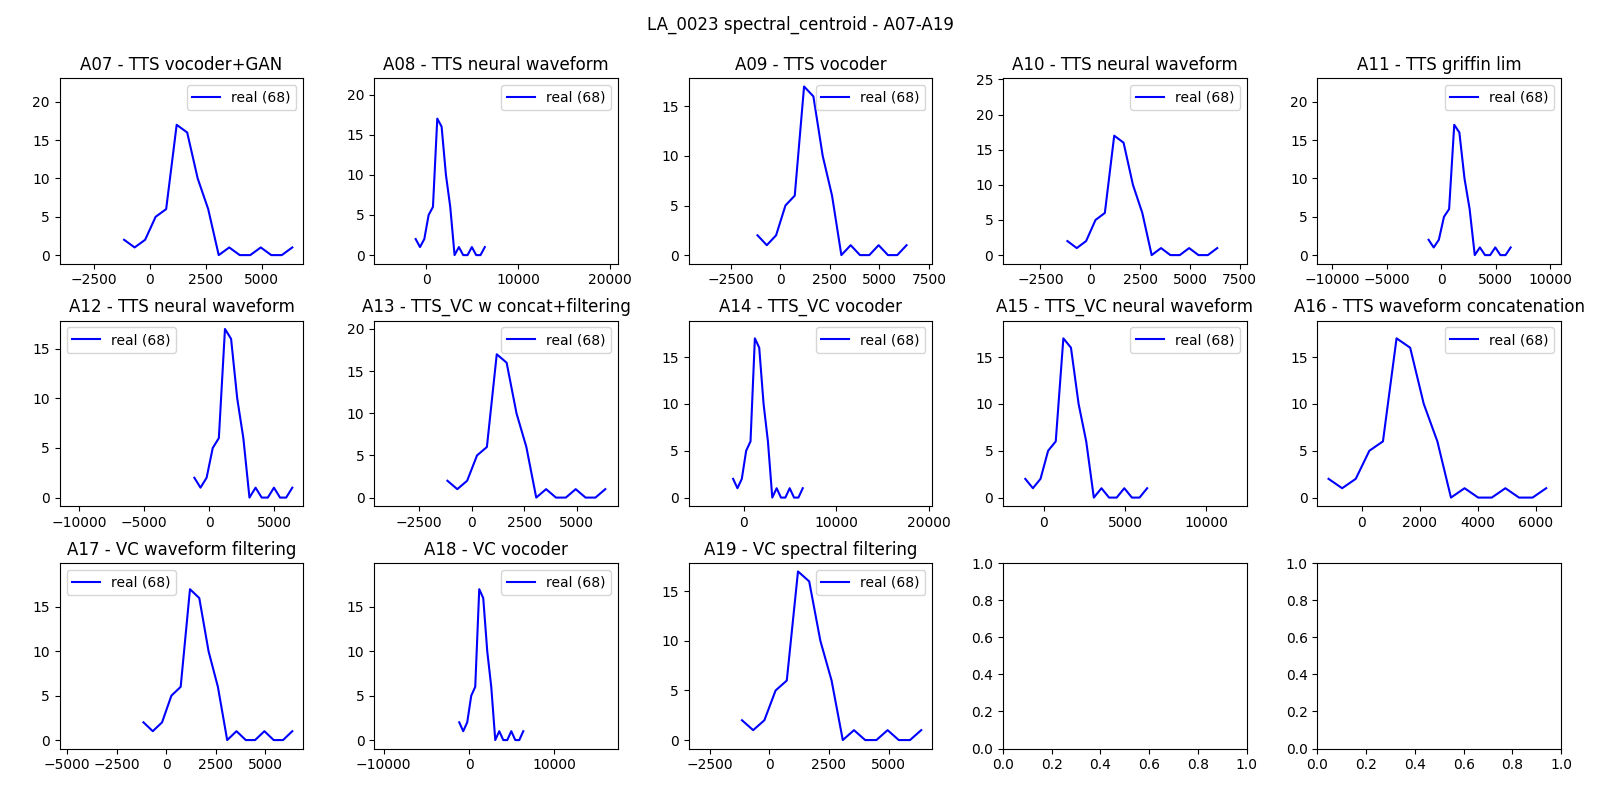 LA_0023 spectral_centroid - A07-A19
A07 - TTS vocoder+GAN
real (68)
20
15
10
5
0
−2500 0 2500 5000
A08 - TTS neural waveform
real (68)
20
15
10
5
0
0 10000 20000
A09 - TTS vocoder
real (68)
15
10
5
0
−2500 0 2500 5000 7500
A10 - TTS neural waveform
real (68)
25
20
15
10
5
0
−2500 0 2500 5000 7500
A11 - TTS griffin lim
real (68)
20
15
10
5
0
−10000 −5000 0 5000 10000
A12 - TTS neural waveform
real (68)
15
10
5
0
−10000 −5000 0 5000
A13 - TTS_VC w concat+filtering
real (68)
20
15
10
5
0
−2500 0 2500 5000
A14 - TTS_VC vocoder
real (68)
15
10
5
0
0 10000 20000
A15 - TTS_VC neural waveform
real (68)
15
10
5
0
0 5000 10000
A16 - TTS waveform concatenation
real (68)
15
10
5
0
0 2000 4000 6000
A17 - VC waveform filtering
real (68)
15
10
5
0
−5000 −2500 0 2500 5000
A18 - VC vocoder
real (68)
15
10
5
0
−10000 0 10000
A19 - VC spectral filtering
real (68)
15
10
5
0
−2500 0 2500 5000
1.0
0.8
0.6
0.4
0.2
0.0
0.0 0.2 0.4 0.6 0.8 1.0
1.0
0.8
0.6
0.4
0.2
0.0
0.0 0.2 0.4 0.6 0.8 1.0